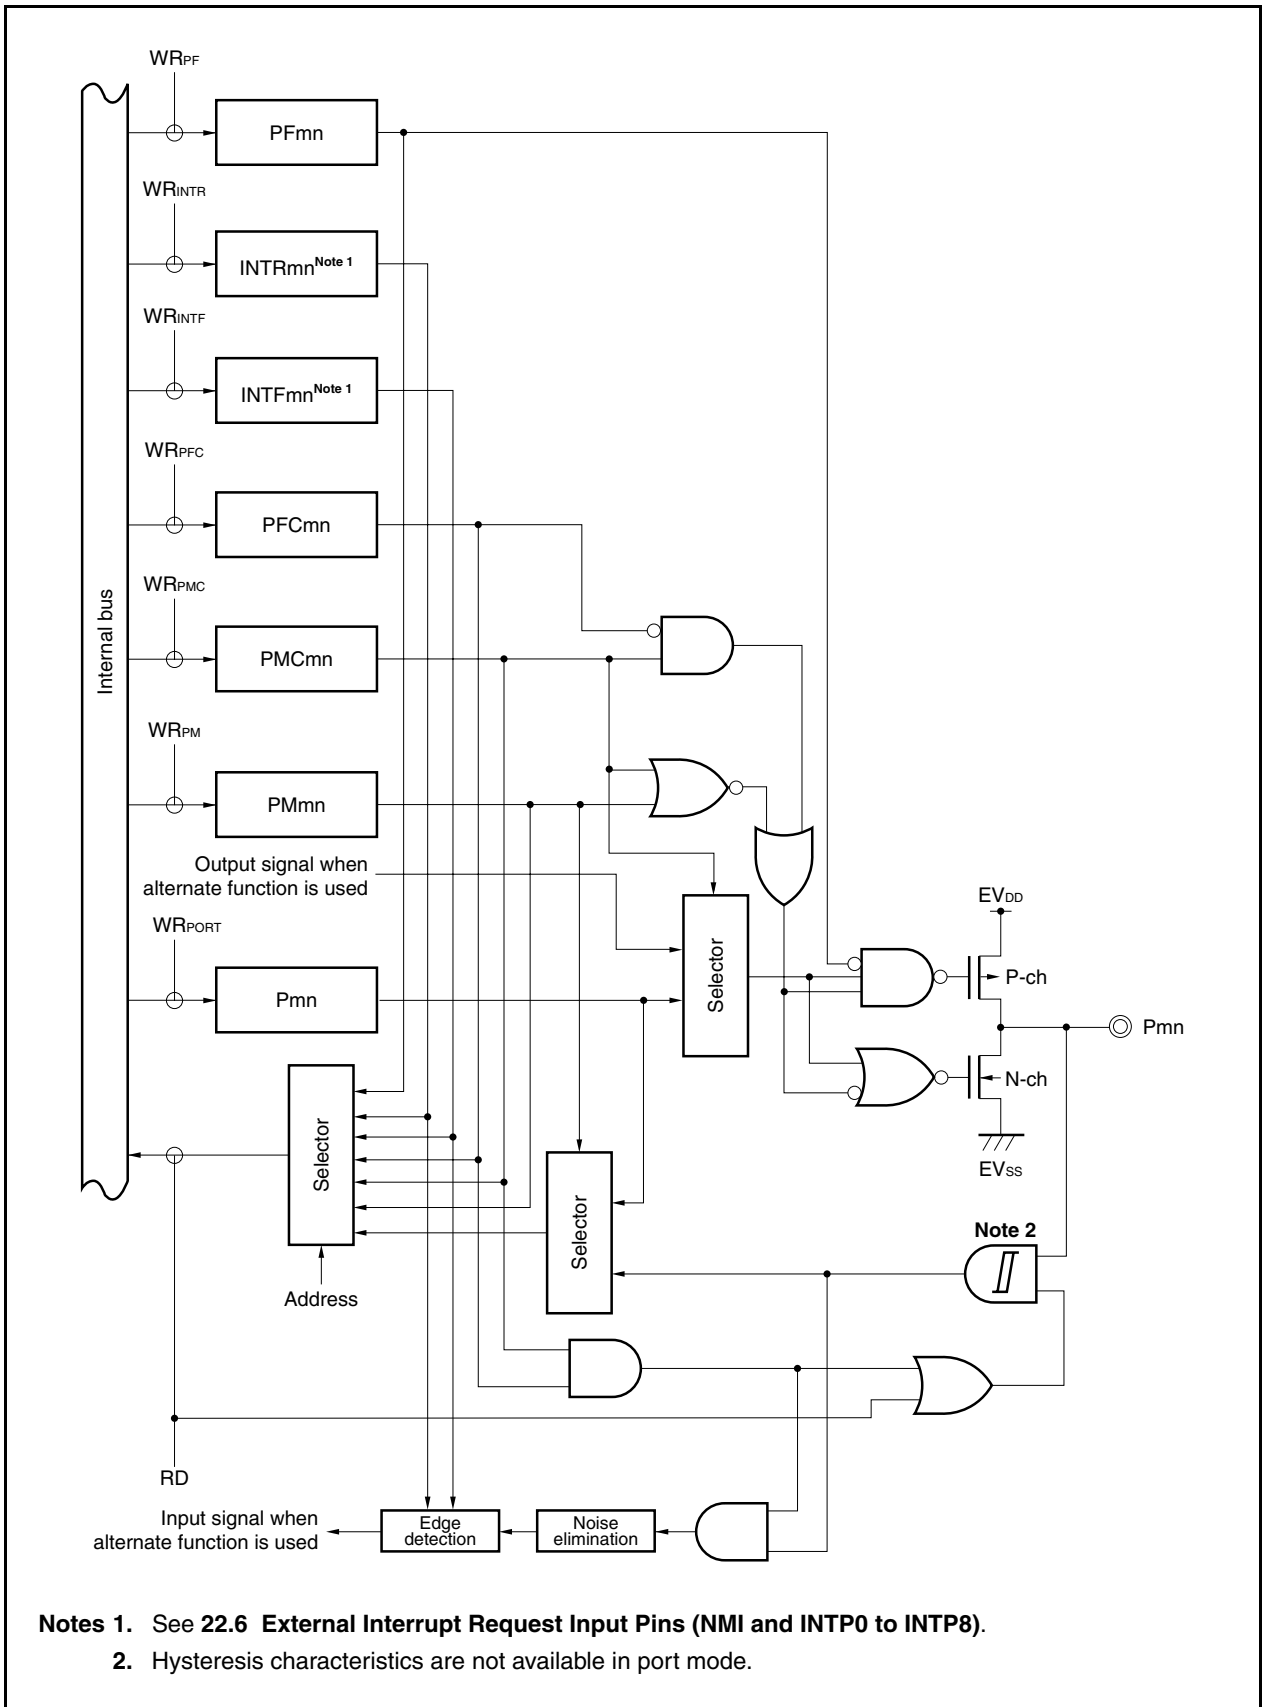 WRPF
PFmn
WRINTR
INTRmnNote 1
WRINTF
INTFmnNote 1
WRPFC
PFCmn
WRPMC
Internal bus
PMCmn
WRPM
PMmn
Output signal when
alternate function is used
WRPORT
Pmn
Selector
EVDD
P-ch
Pmn
N-ch
EVSS
Selector
Selector
Note 2
Address
RD
Input signal when
alternate function is used
Edge
detection
Noise
elimination
Notes 1. See 22.6 External Interrupt Request Input Pins (NMI and INTP0 to INTP8).
2. Hysteresis characteristics are not available in port mode.